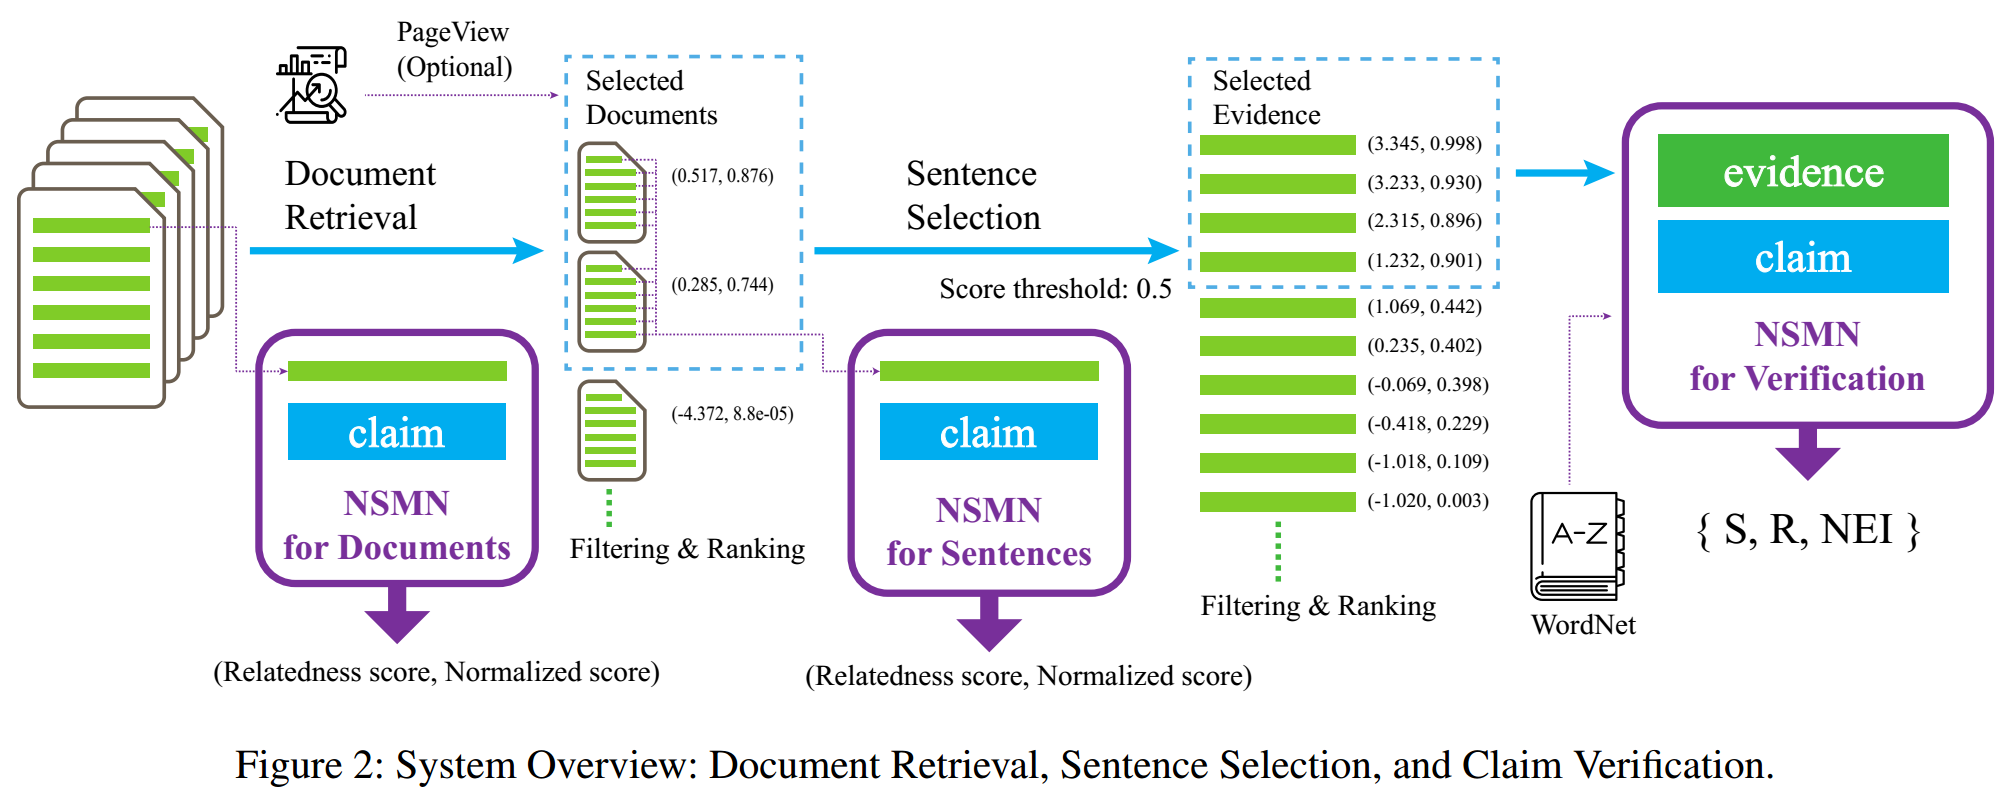 PageView
(Optional)
Selected
Documents
Document
Retrieval
(0.517, 0.876)
(0.285, 0.744)
(-4.372, 8.8e-05)
Filtering & Ranking
claim
NSMN
for Documents
(Relatedness score, Normalized score)
Sentence
Selection
Score threshold: 0.5
claim
NSMN
for Sentences
(Relatedness score, Normalized score)
Selected
Evidence
(3.345, 0.998)
(3.233, 0.930)
(2.315, 0.896)
(1.232, 0.901)
(1.069, 0.442)
(0.235, 0.402)
(-0.069, 0.398)
(-0.418, 0.229)
(-1.018, 0.109)
(-1.020, 0.003)
Filtering & Ranking
evidence
claim
NSMN
for Verification
A-Z
WordNet
{ S, R, NEI }
Figure 2: System Overview: Document Retrieval, Sentence Selection, and Claim Verification.